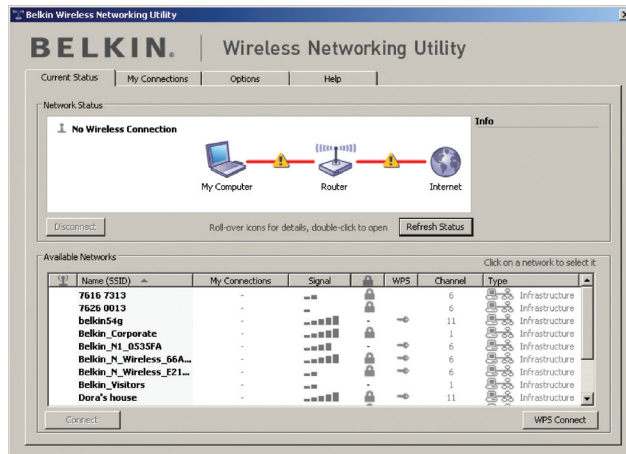 Belkin Wireless Networking Utility
BELKIN. Wireless Networking Utility
Current Status My Connections Options Help
Network Status
No Wireless Connection
Info
My Computer Router Internet
Disconnect Roll-over icons for details, double-click to open Refresh Status
Available Networks
Click on a network to select it
Name (SSID) My Connections Signal WPS Channel Type
7616 7313 - 6 Infrastructure
7626 0013 - 6 Infrastructure
belkin54g - - 11 Infrastructure
Belkin_Corporate - 1 Infrastructure
Belkin_N1_0535FA - - 6 Infrastructure
Belkin_N_Wireless_66A... - 6 Infrastructure
Belkin_N_Wireless_E21... - 6 Infrastructure
Belkin_Visitors - - 1 Infrastructure
Dora's house - 11 Infrastructure
Connect WPS Connect